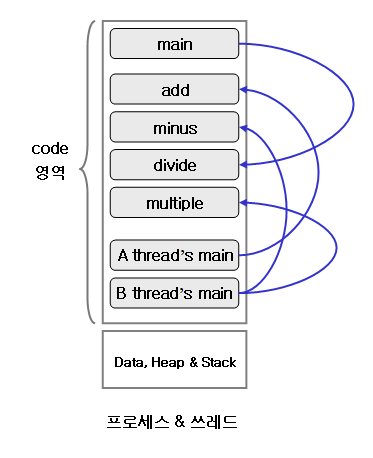 main
add
minus
code
영역
divide
multiple
A thread's main
B thread's main
Data, Heap & Stack
프로세스 & 쓰레드